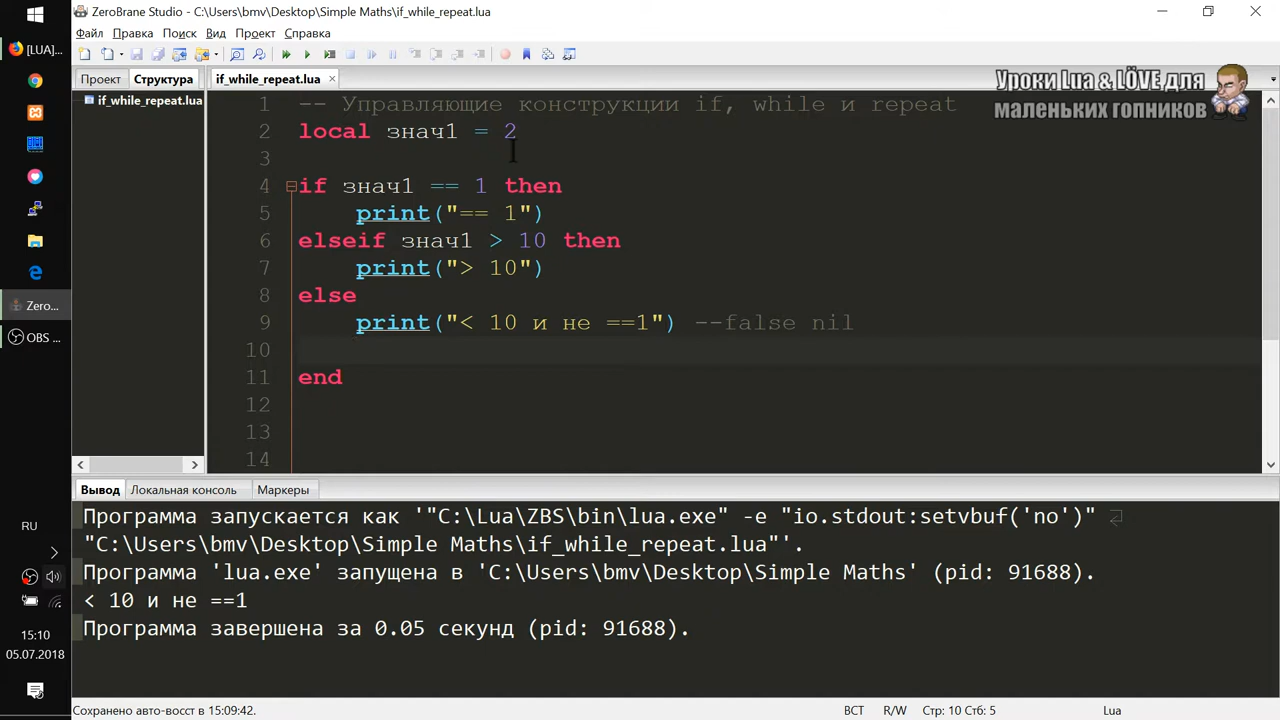 ZeroBrane Studio - C:\Users\bmv\Desktop\Simple Maths\if_while_repeat.lua
Файл Правка Поиск Вид Проект Справка
[LUA]...
Проект Структура if_while_repeat.lua
if_while_repeat.lua
Уроки Lua & LÖVE для
маленьких гопников
1 -- Управляющие конструкции if, while и repeat
2 local знач1 = 2
3
4 if знач1 == 1 then
5 print("== 1")
6 elseif знач1 > 10 then
7 print("> 10")
8 else
9 print("< 10 и не ==1") --false nil
10
11 end
12
13
14
Zero...
OBS ...
Вывод Локальная консоль Маркеры
Программа запускается как '"C:\Lua\ZBS\bin\lua.exe" -e "io.stdout:setvbuf('no')"
"C:\Users\bmv\Desktop\Simple Maths\if_while_repeat.lua"'.
Программа 'lua.exe' запущена в 'C:\Users\bmv\Desktop\Simple Maths' (pid: 91688).
< 10 и не ==1
Программа завершена за 0.05 секунд (pid: 91688).
RU
15:10
05.07.2018
Сохранено авто-восст в 15:09:42.
ВСТ R/W Стр: 10 Стб: 5 Lua